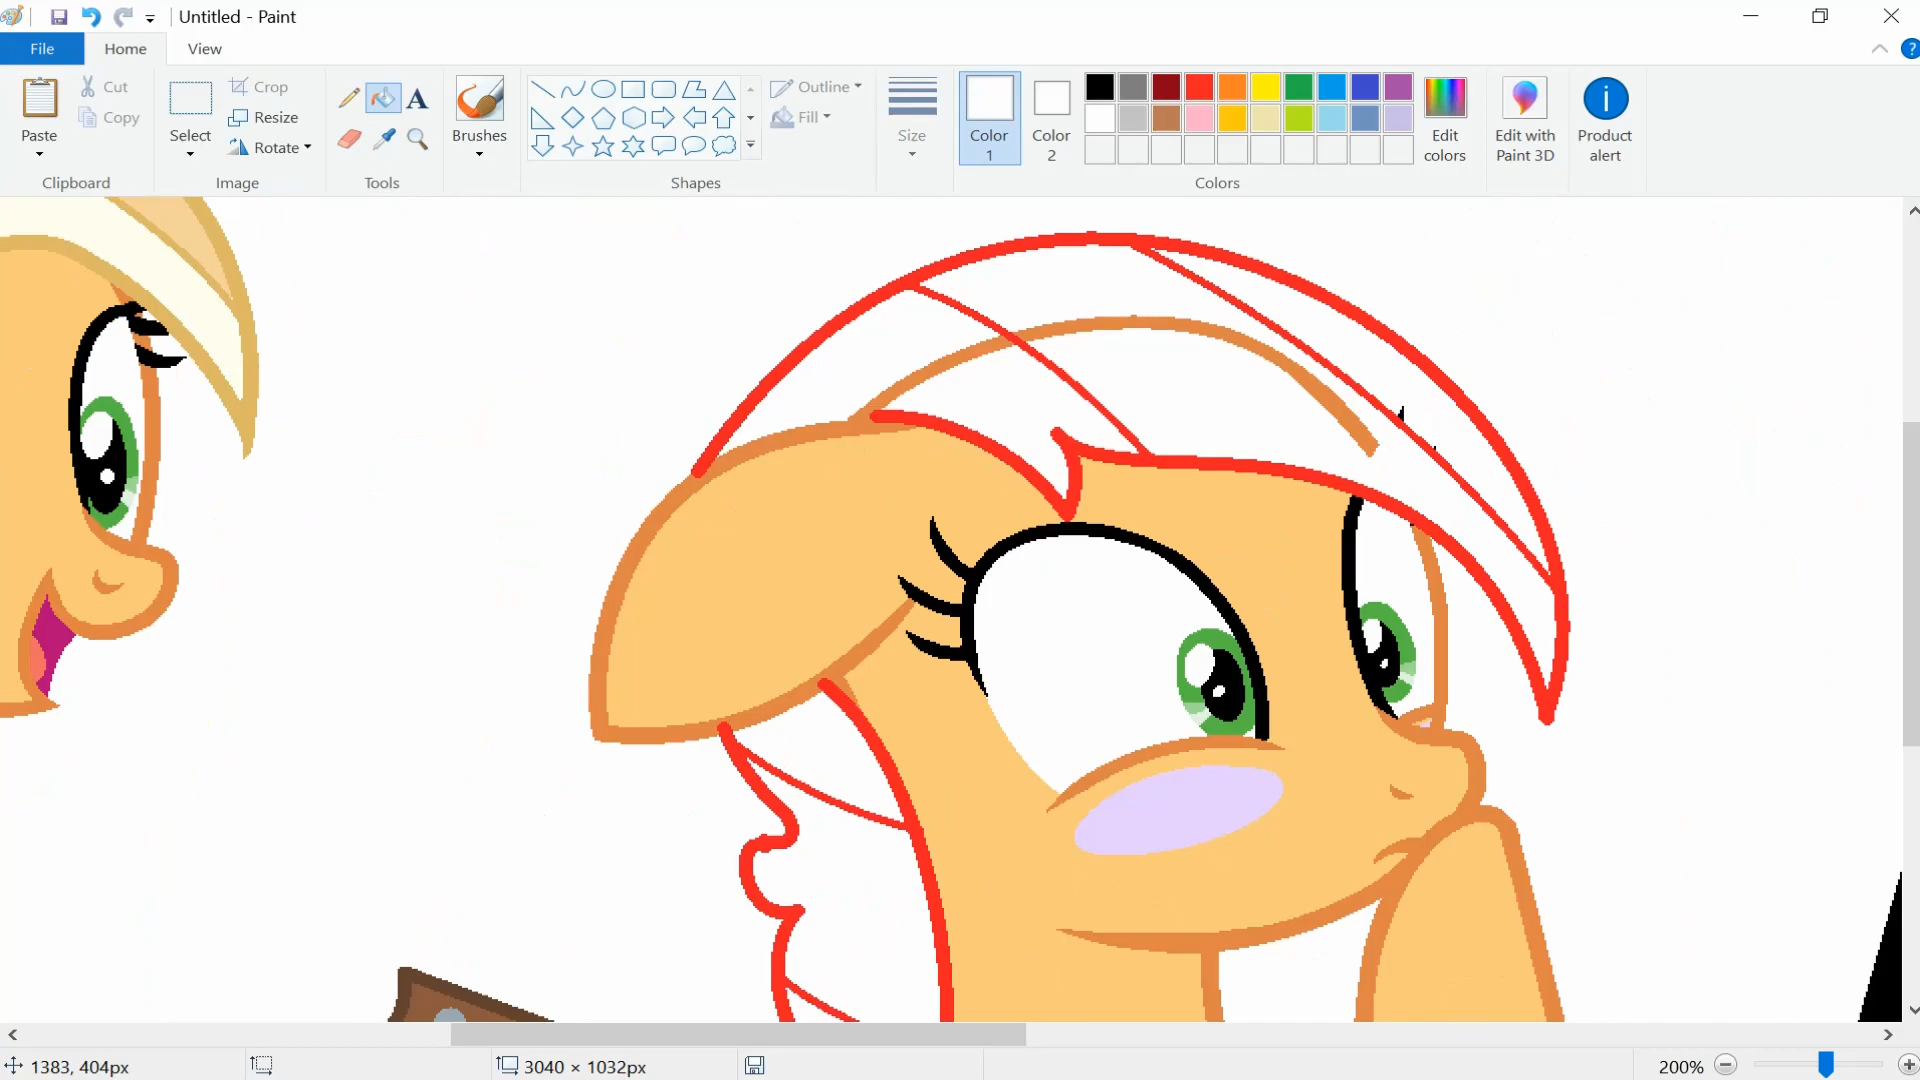 Untitled - Paint
File Home View
Paste
Cut
Copy
Clipboard
Select
Crop
Resize
Rotate
Image
A
Tools
Brushes
Shapes
Outline
Fill
Size
Color 1
Color 2
Colors
Edit colors
Edit with Paint 3D
Product alert
1383, 404px
3040 × 1032px
200%